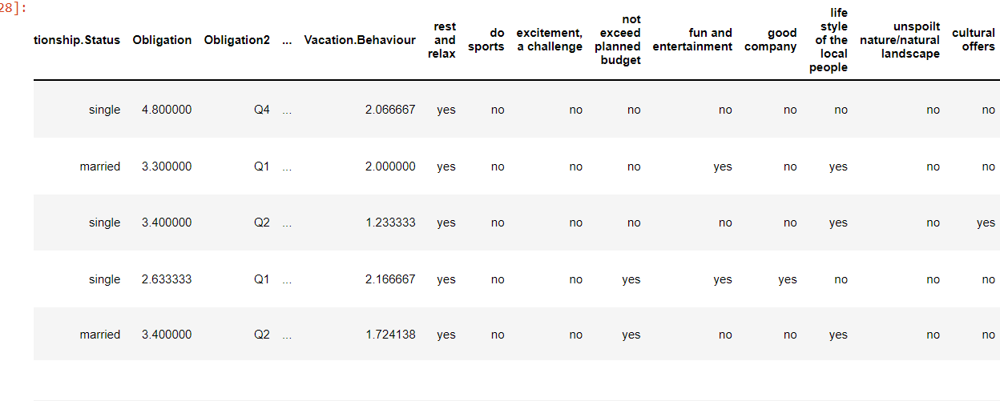 28]:
tionship.Status Obligation Obligation2 ... Vacation.Behaviour rest and relax do sports excitement, a challenge not exceed planned budget fun and entertainment good company life style of the local people unspoilt nature/natural landscape cultural offers
single 4.800000 Q4 ... 2.066667 yes no no no no no no no no
married 3.300000 Q1 ... 2.000000 yes no no no yes no yes no no
single 3.400000 Q2 ... 1.233333 yes no no no no no yes no yes
single 2.633333 Q1 ... 2.166667 yes no no yes yes yes no no no
married 3.400000 Q2 ... 1.724138 yes no no yes no no yes no no